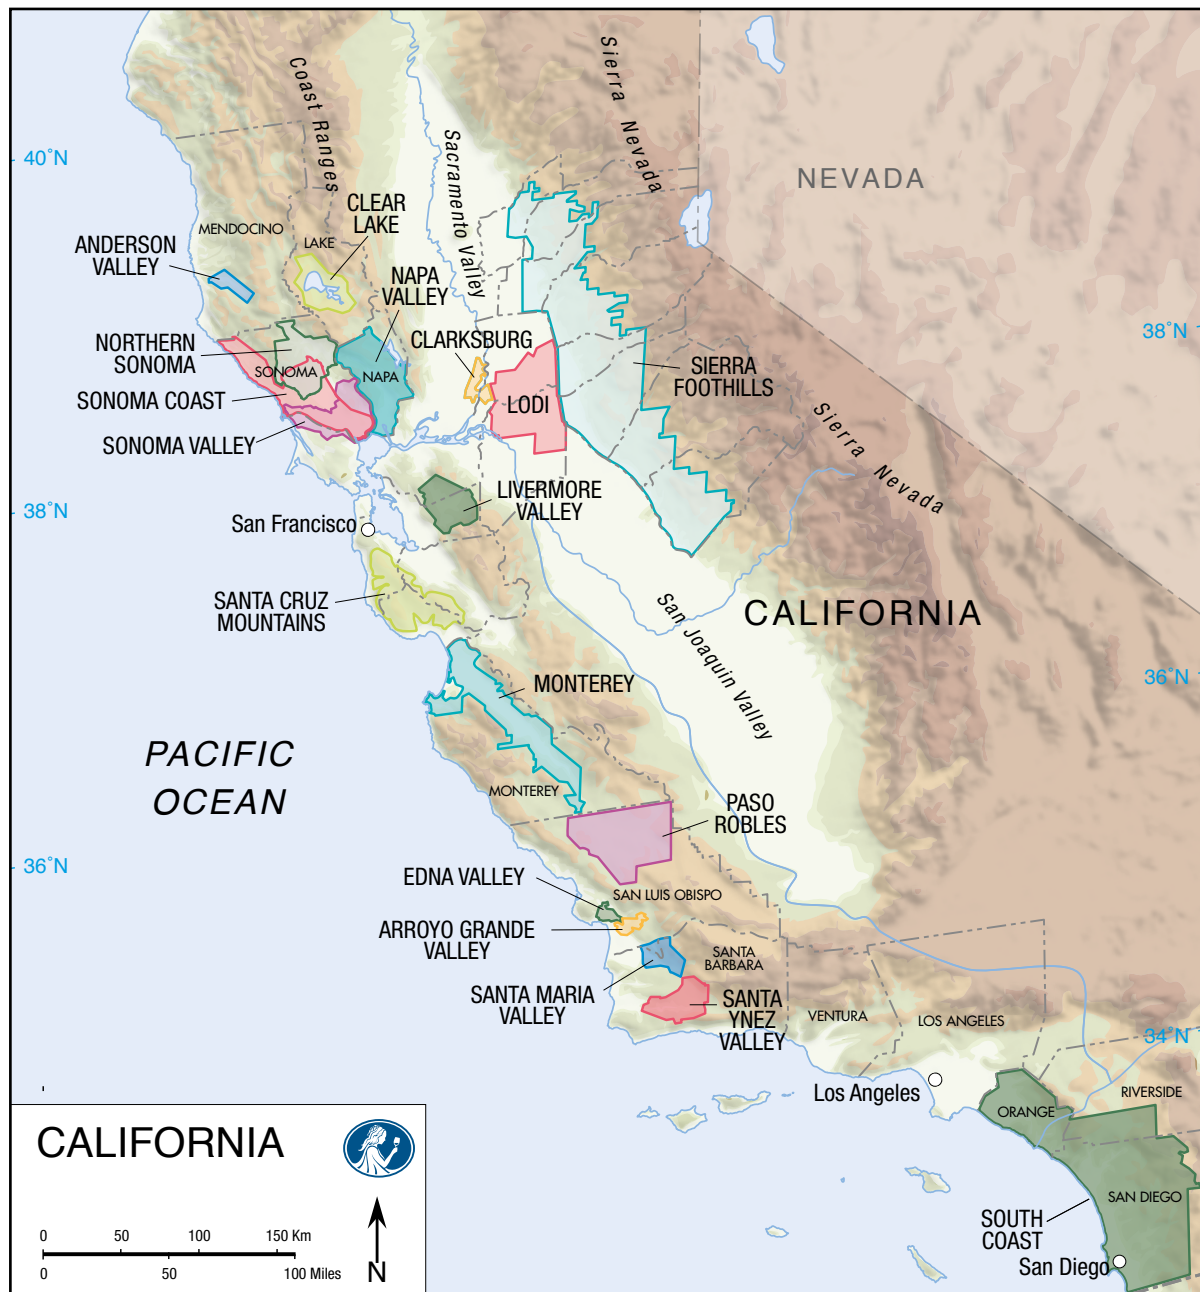 Coast Ranges
Sierra Nevada
40°N
Sacramento Valley
NEVADA
CLEAR
LAKE
MENDOCINO
LAKE
ANDERSON
VALLEY
NAPA
VALLEY
38°N
NORTHERN
SONOMA
CLARKSBURG
SIERRA
FOOTHILLS
SONOMA
NAPA
SONOMA COAST
LODI
SONOMA VALLEY
Sierra Nevada
LIVERMORE
VALLEY
38°N
San Francisco
SANTA CRUZ
MOUNTAINS
San Joaquin Valley
CALIFORNIA
MONTEREY
36°N
PACIFIC
OCEAN
MONTEREY
PASO
ROBLES
36°N
EDNA VALLEY
SAN LUIS OBISPO
ARROYO GRANDE
VALLEY
SANTA
BARBARA
SANTA MARIA
VALLEY
SANTA
YNEZ
VALLEY
VENTURA
LOS ANGELES
34°N
Los Angeles
RIVERSIDE
ORANGE
SAN DIEGO
SOUTH
COAST
San Diego
CALIFORNIA
0 50 100 150 Km
0 50 100 Miles
N